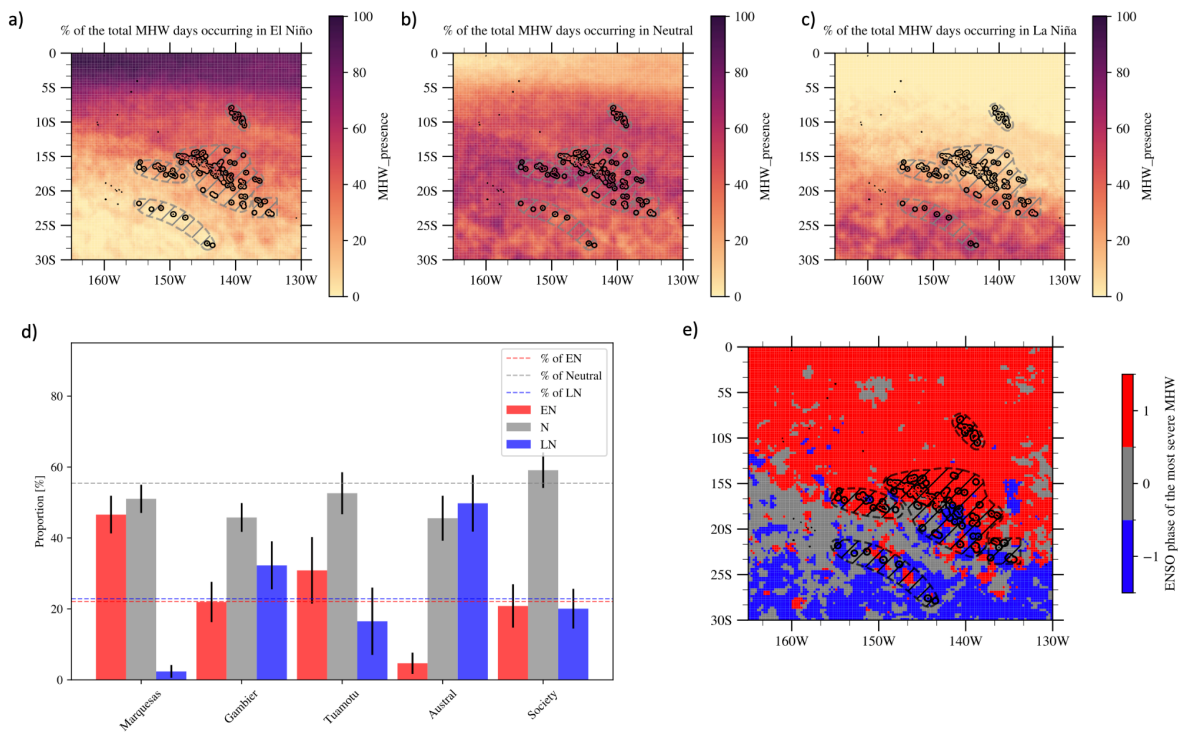 a)
% of the total MHW days occurring in El Niño
0
5S
10S
15S
20S
25S
30S
160W
150W
140W
130W
100
80
60
40
20
0
MHW_presence
b)
% of the total MHW days occurring in Neutral
0
5S
10S
15S
20S
25S
30S
160W
150W
140W
130W
100
80
60
40
20
0
MHW_presence
c)
% of the total MHW days occurring in La Niña
0
5S
10S
15S
20S
25S
30S
160W
150W
140W
130W
100
80
60
40
20
0
MHW_presence
d)
Proportion [%]
80
60
40
20
0
% of EN
% of Neutral
% of LN
EN
N
LN
Marquesas
Gambier
Tuamotu
Austral
Society
e)
0
5S
10S
15S
20S
25S
30S
160W
150W
140W
130W
1
0
−1
ENSO phase of the most severe MHW